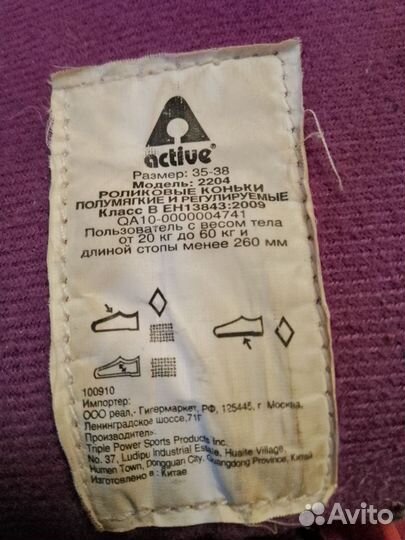 active®
Размер: 35-38
Модель: 2204
РОЛИКОВЫЕ КОНЬКИ
ПОЛУМЯГКИЕ И РЕГУЛИРУЕМЫЕ
Класс B EH13843:2009
QA10-0000004741
Пользователь с весом тела
от 20 кг до 60 кг и
длиной стопы менее 260 мм
100910
Импортер:
ООО реал,- Гипермаркет, РФ, 125445, г. Москва,
Ленинградское шоссе,71Г
Производитель:
Triple Power Sports Products Inc.
No. 37, Ludipu Industrial Estate, Huaite Village,
Humen Town, Dongguan City, Guangdong Province, Китай
Изготовлено в: Китае
Avito